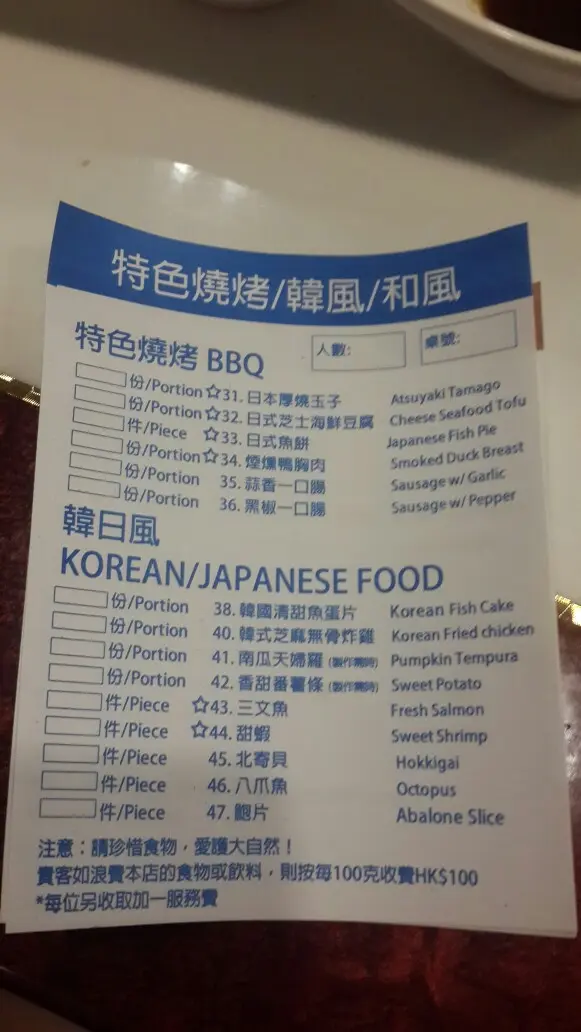 特色燒烤/韓風/和風
特色燒烤 BBQ
人數:
桌號:
份/Portion ☆31. 日本厚燒玉子 Atsuyaki Tamago
份/Portion ☆32. 日式芝士海鮮豆腐 Cheese Seafood Tofu
件/Piece ☆33. 日式魚餅 Japanese Fish Pie
份/Portion ☆34. 煙燻鴨胸肉 Smoked Duck Breast
份/Portion 35. 蒜香一口腸 Sausage w/ Garlic
份/Portion 36. 黑椒一口腸 Sausage w/ Pepper
韓日風
KOREAN/JAPANESE FOOD
份/Portion 38. 韓國清甜魚蛋片 Korean Fish Cake
份/Portion 40. 韓式芝麻無骨炸雞 Korean Fried chicken
份/Portion 41. 南瓜天婦羅 (製作需時) Pumpkin Tempura
份/Portion 42. 香甜番薯條 (製作需時) Sweet Potato
件/Piece ☆43. 三文魚 Fresh Salmon
件/Piece ☆44. 甜蝦 Sweet Shrimp
件/Piece 45. 北寄貝 Hokkigai
件/Piece 46. 八爪魚 Octopus
件/Piece 47. 鮑片 Abalone Slice
注意：請珍惜食物，愛護大自然！
貴客如浪費本店的食物或飲料，則按每100克收費HK$100
*每位另收取加一服務費